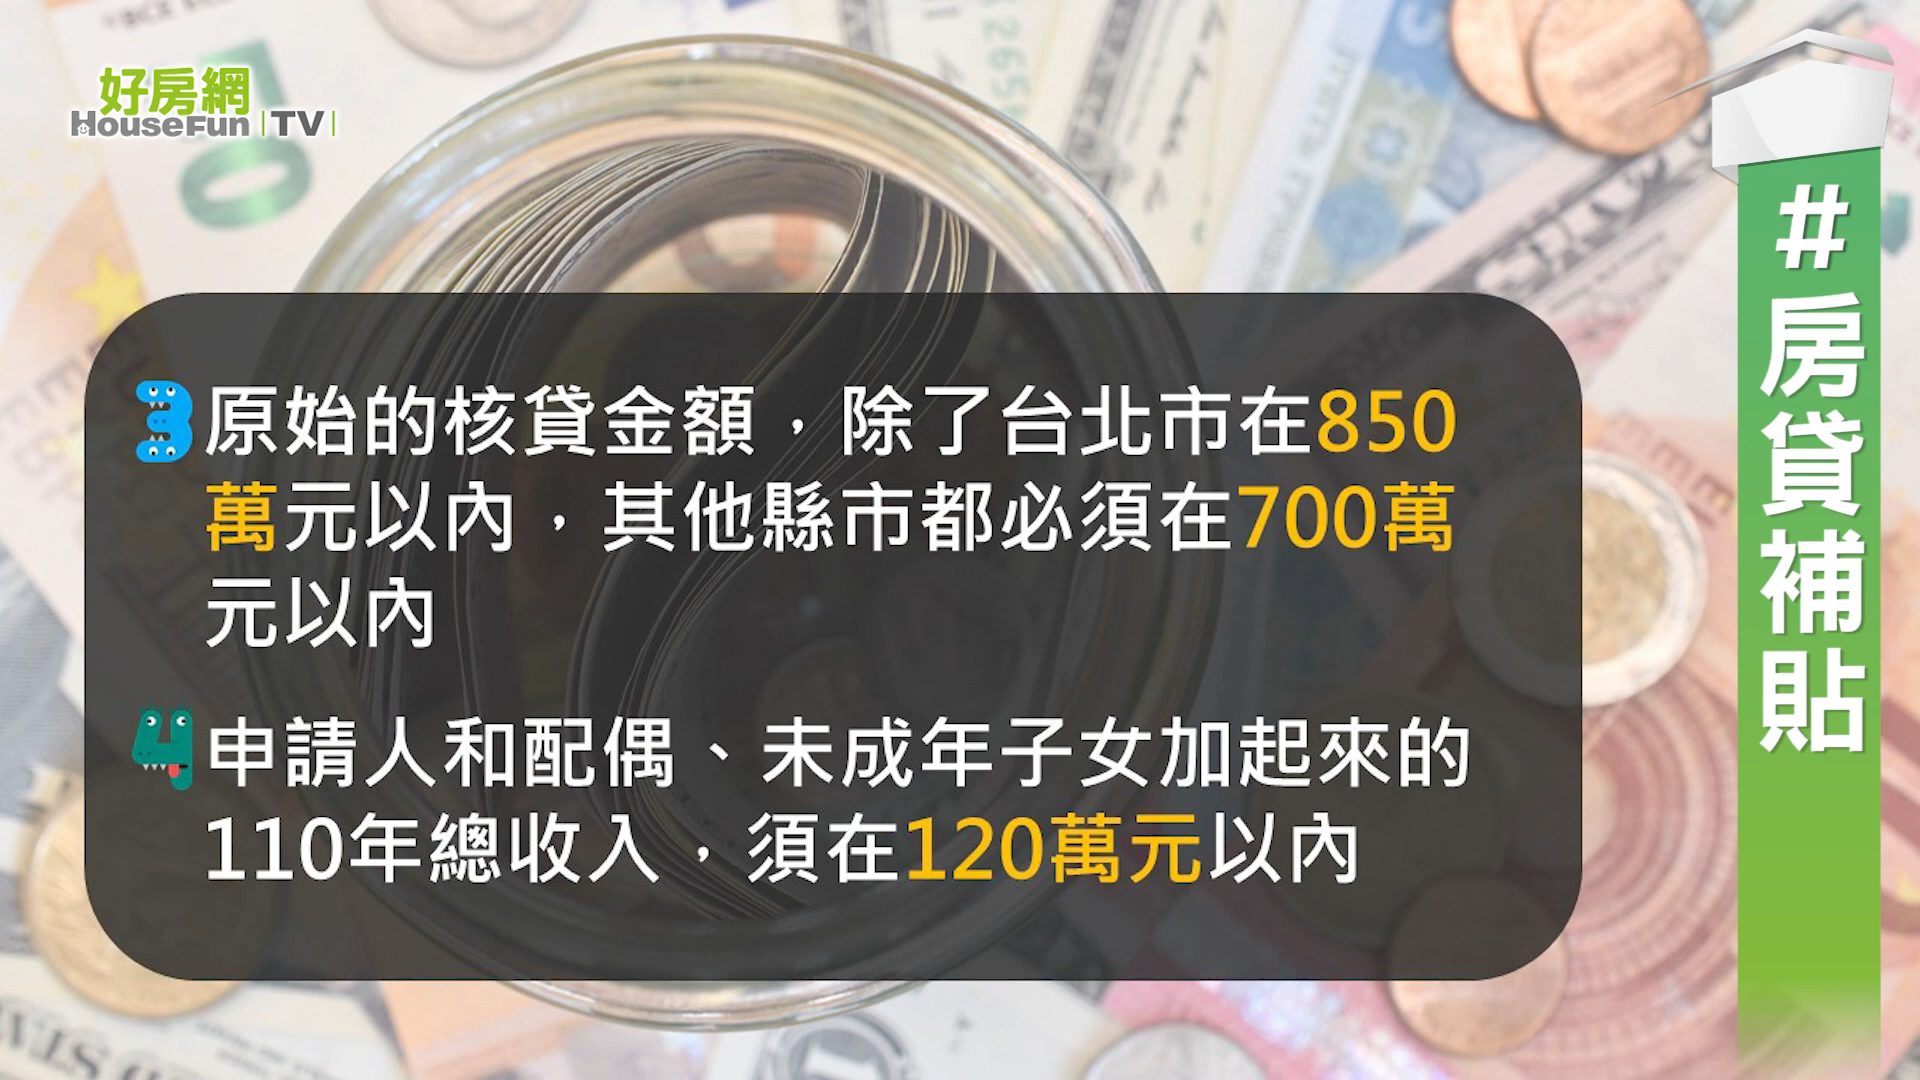 好房網
HouseFun TV
#房貸補貼
3 原始的核貸金額，除了台北市在850
萬元以內，其他縣市都必須在700萬
元以內
4 申請人和配偶、未成年子女加起來的
110年總收入，須在120萬元以內